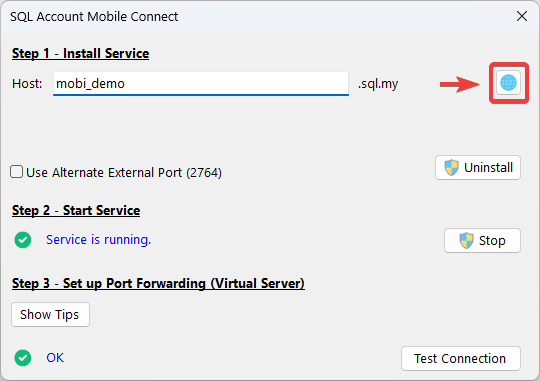 SQL Account Mobile Connect
Step 1 - Install Service
Host: mobi_demo .sql.my
Use Alternate External Port (2764)
Uninstall
Step 2 - Start Service
Service is running.
Stop
Step 3 - Set up Port Forwarding (Virtual Server)
Show Tips
OK
Test Connection